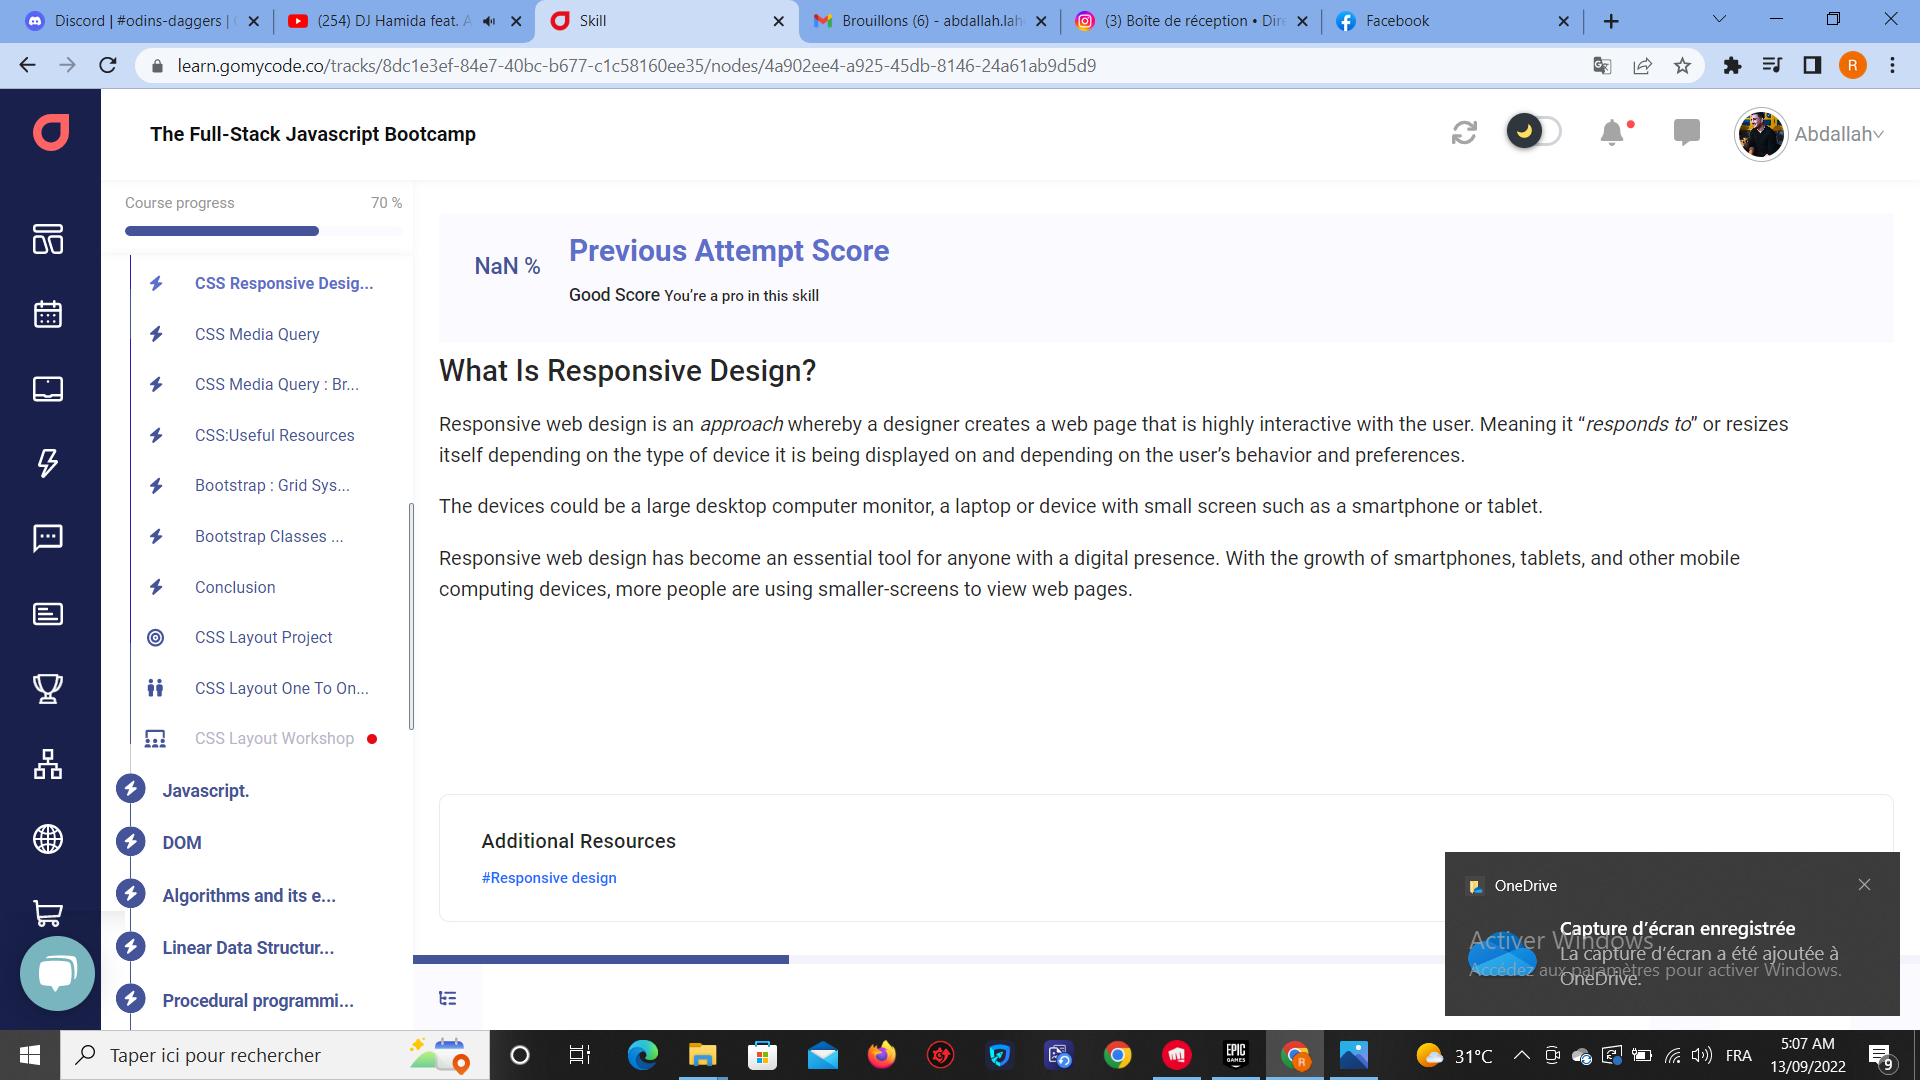 Discord | #odins-daggers |
(254) DJ Hamida feat. A
Skill
Brouillons (6) - abdallah.lah
(3) Boîte de réception • Dire
Facebook
learn.gomycode.co/tracks/8dc1e3ef-84e7-40bc-b677-c1c58160ee35/nodes/4a902ee4-a925-45db-8146-24a61ab9d5d9
R
The Full-Stack Javascript Bootcamp
Abdallah
Course progress
70 %
CSS Responsive Desig...
CSS Media Query
CSS Media Query : Br...
CSS:Useful Resources
Bootstrap : Grid Sys...
Bootstrap Classes ...
Conclusion
CSS Layout Project
CSS Layout One To On...
CSS Layout Workshop
Javascript.
DOM
Algorithms and its e...
Linear Data Structur...
Procedural programmi...
NaN %
Previous Attempt Score
Good Score You're a pro in this skill
What Is Responsive Design?
Responsive web design is an approach whereby a designer creates a web page that is highly interactive with the user. Meaning it “responds to” or resizes
itself depending on the type of device it is being displayed on and depending on the user’s behavior and preferences.
The devices could be a large desktop computer monitor, a laptop or device with small screen such as a smartphone or tablet.
Responsive web design has become an essential tool for anyone with a digital presence. With the growth of smartphones, tablets, and other mobile
computing devices, more people are using smaller-screens to view web pages.
Additional Resources
#Responsive design
OneDrive
Capture d’écran enregistrée
La capture d’écran a été ajoutée à
OneDrive.
Activer Windows
Accédez aux paramètres pour activer Windows.
Taper ici pour rechercher
EPIC
GAMES
R
31°C
FRA
5:07 AM
13/09/2022
9